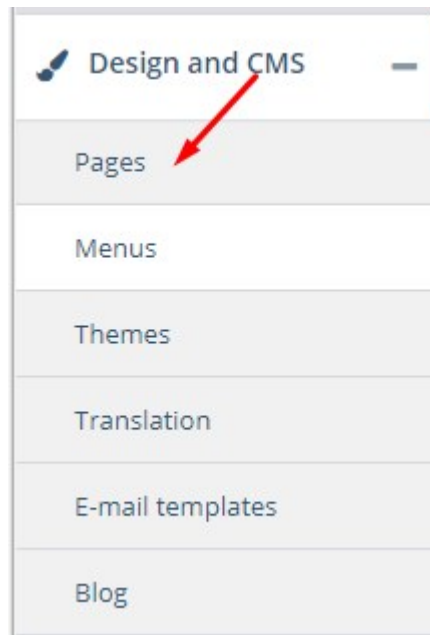 Design and CMS
Pages
Menus
Themes
Translation
E-mail templates
Blog